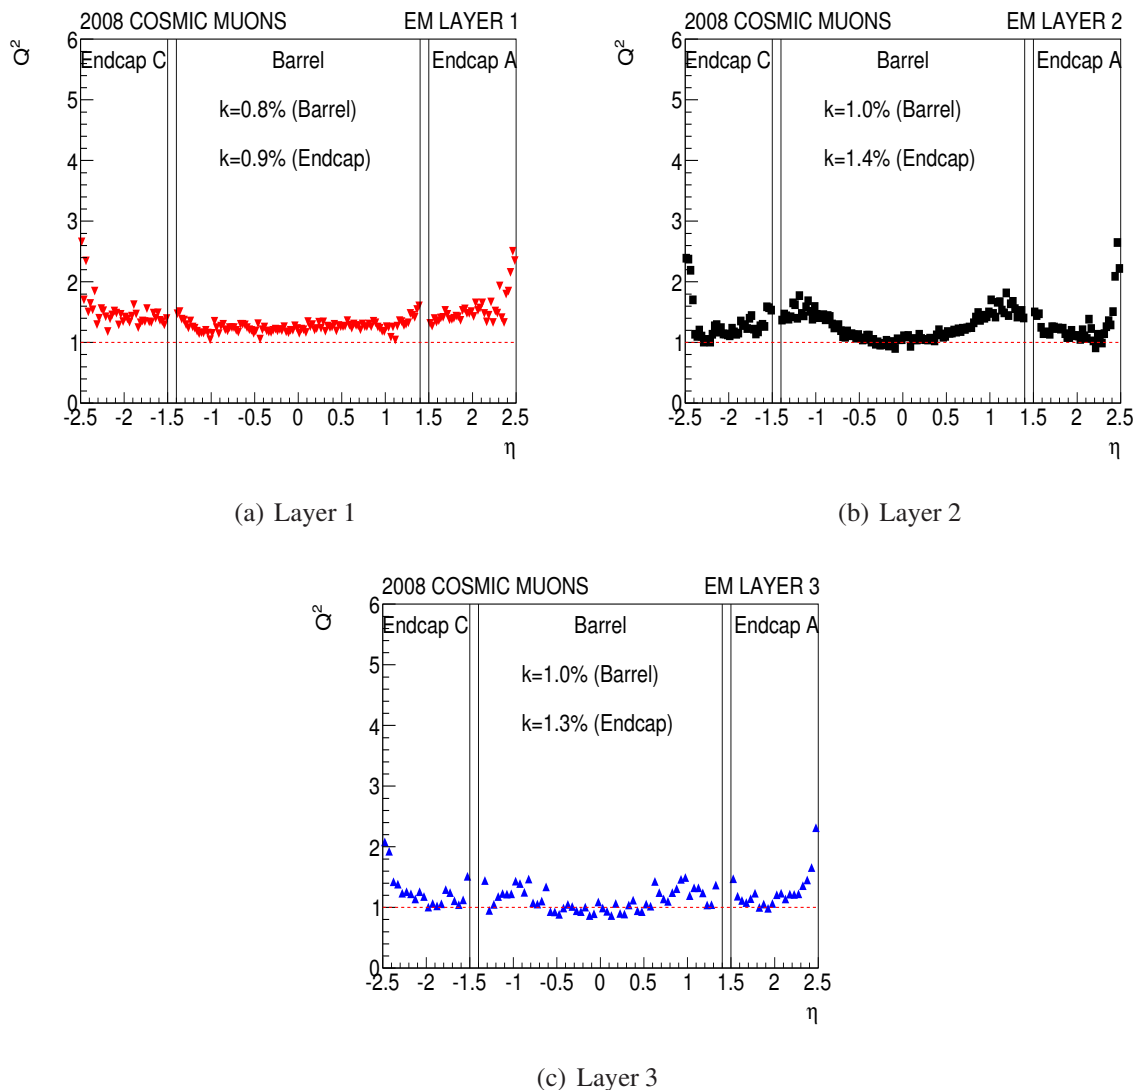 2008 COSMIC MUONS EM LAYER 1
Q²
6
Endcap C Barrel Endcap A
5
k=0.8% (Barrel)
4
k=0.9% (Endcap)
3
2
1
0
-2.5 -2 -1.5 -1 -0.5 0 0.5 1 1.5 2 2.5
η
(a) Layer 1
2008 COSMIC MUONS EM LAYER 2
Q²
6
Endcap C Barrel Endcap A
5
k=1.0% (Barrel)
4
k=1.4% (Endcap)
3
2
1
0
-2.5 -2 -1.5 -1 -0.5 0 0.5 1 1.5 2 2.5
η
(b) Layer 2
2008 COSMIC MUONS EM LAYER 3
Q²
6
Endcap C Barrel Endcap A
5
k=1.0% (Barrel)
4
k=1.3% (Endcap)
3
2
1
0
-2.5 -2 -1.5 -1 -0.5 0 0.5 1 1.5 2 2.5
η
(c) Layer 3